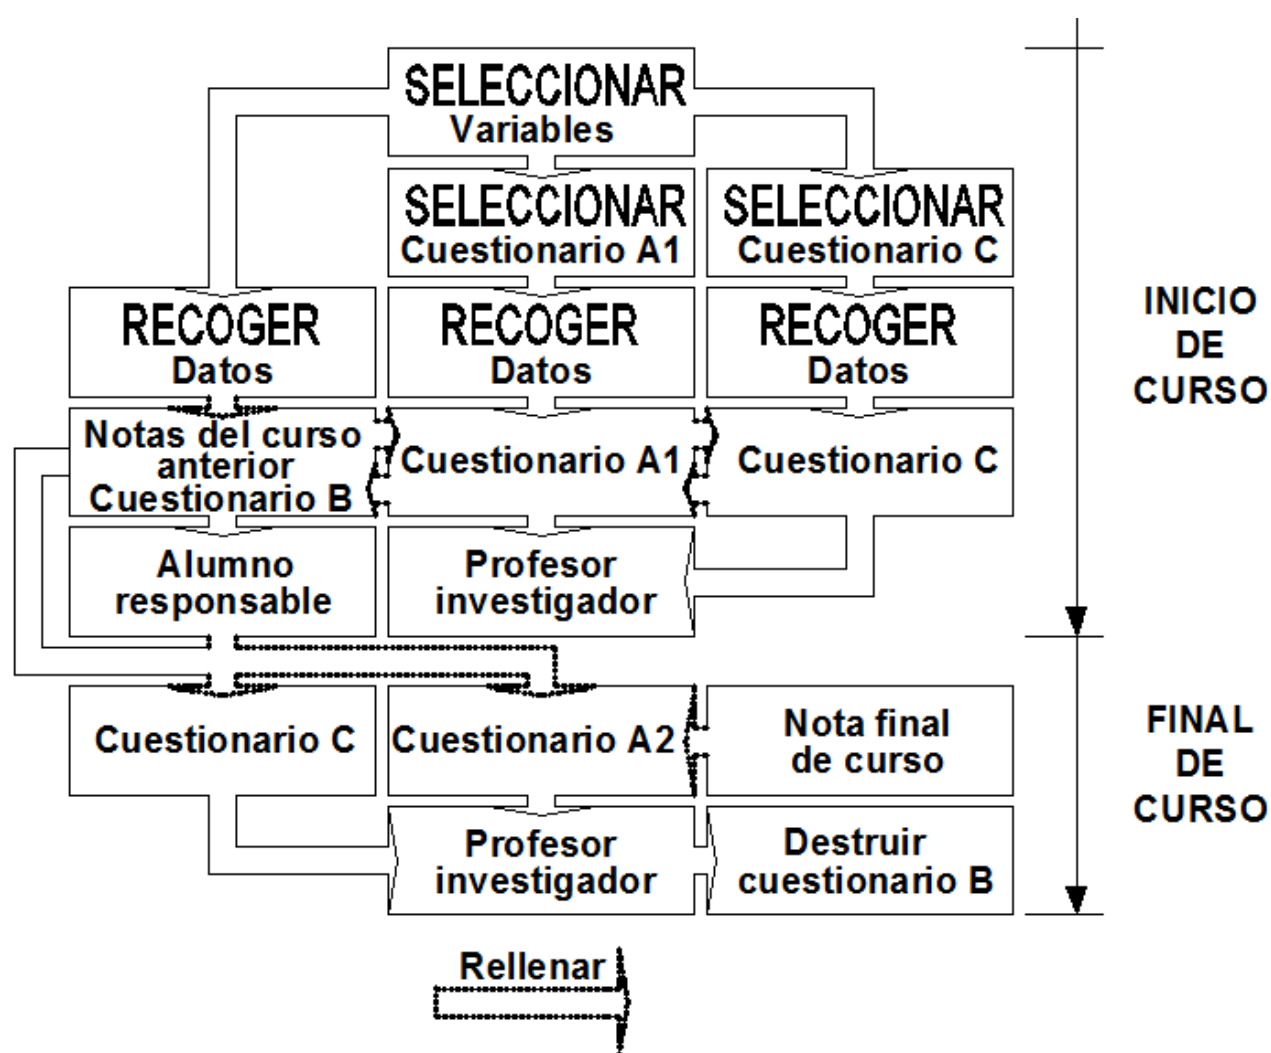 SELECCIONAR
Variables
SELECCIONAR
Cuestionario A1
SELECCIONAR
Cuestionario C
RECOGER
Datos
RECOGER
Datos
RECOGER
Datos
INICIO
DE
CURSO
Notas del curso
anterior
Cuestionario B
Cuestionario A1
Cuestionario C
Alumno
responsable
Profesor
investigador
Cuestionario C
Cuestionario A2
Nota final
de curso
FINAL
DE
CURSO
Profesor
investigador
Destruir
cuestionario B
Rellenar